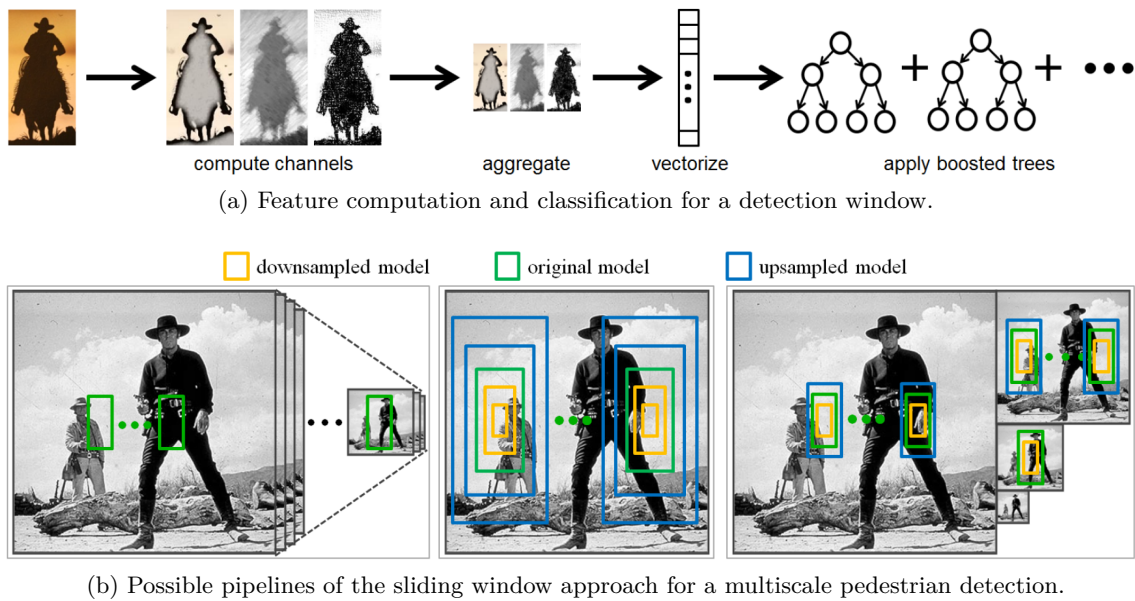 compute channels
aggregate
vectorize
apply boosted trees
(a) Feature computation and classification for a detection window.
downsampled model
original model
upsampled model
(b) Possible pipelines of the sliding window approach for a multiscale pedestrian detection.